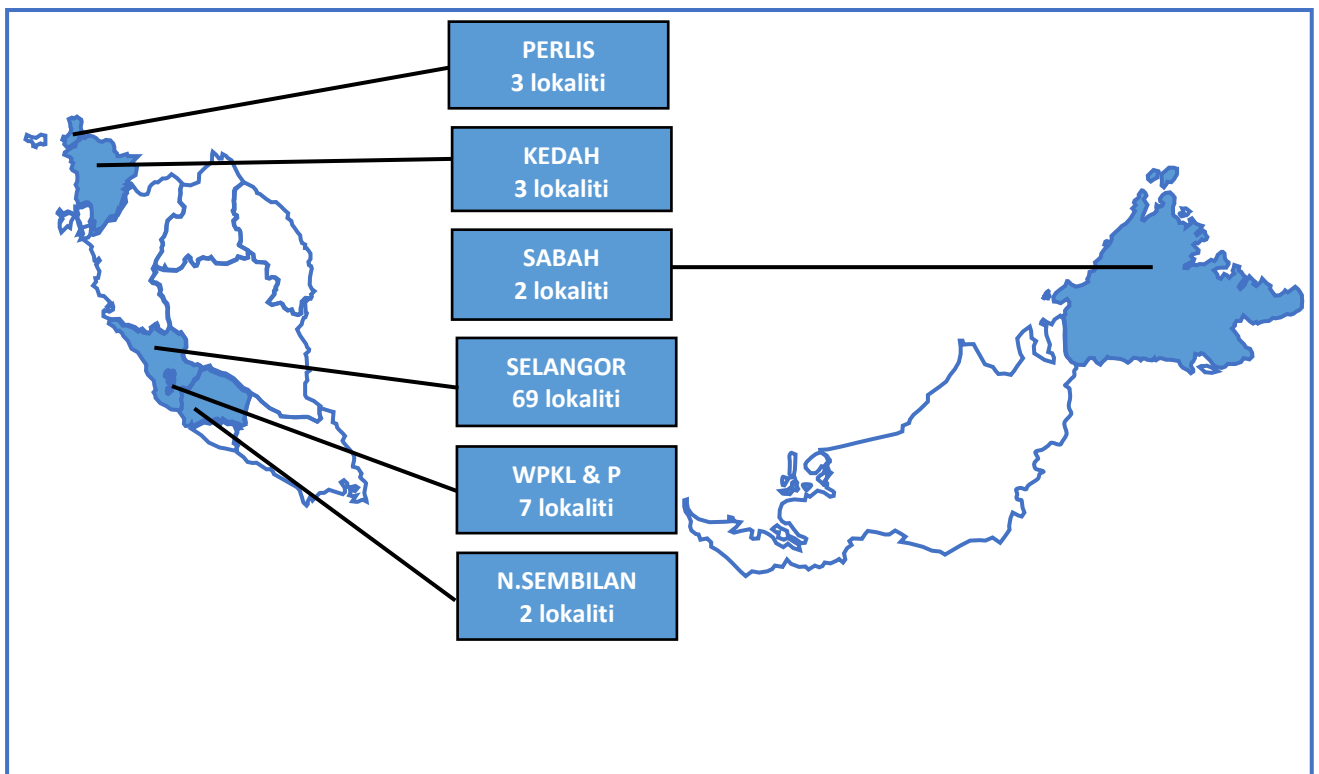 PERLIS
3 lokaliti
KEDAH
3 lokaliti
SABAH
2 lokaliti
SELANGOR
69 lokaliti
WPKL & P
7 lokaliti
N.SEMBILAN
2 lokaliti